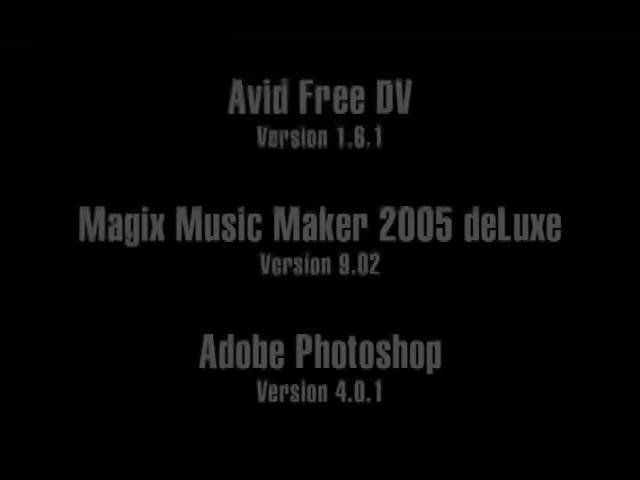 Avid Free DV
Version 1.6.1
Magix Music Maker 2005 deLuxe
Version 9.02
Adobe Photoshop
Version 4.0.1